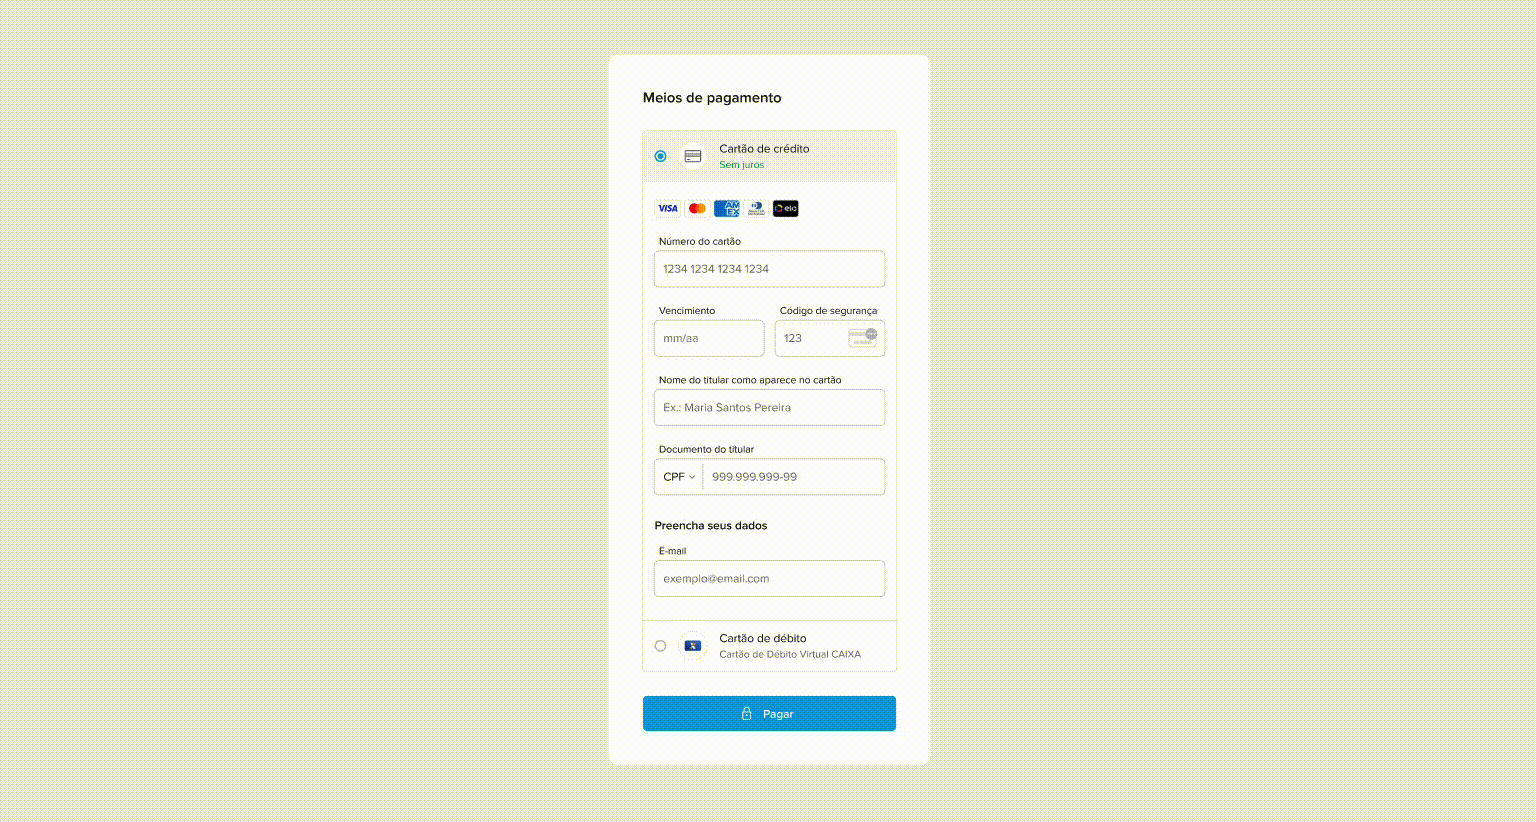 Meios de pagamento
Cartão de crédito
Sem juros
VISA AM EX elo
Número do cartão
1234 1234 1234 1234
Vencimiento Código de segurança
mm/aa 123
Nome do titular como aparece no cartão
Ex.: Maria Santos Pereira
Documento do titular
CPF 999.999.999-99
Preencha seus dados
E-mail
exemplo@email.com
Cartão de débito
Cartão de Débito Virtual CAIXA
Pagar